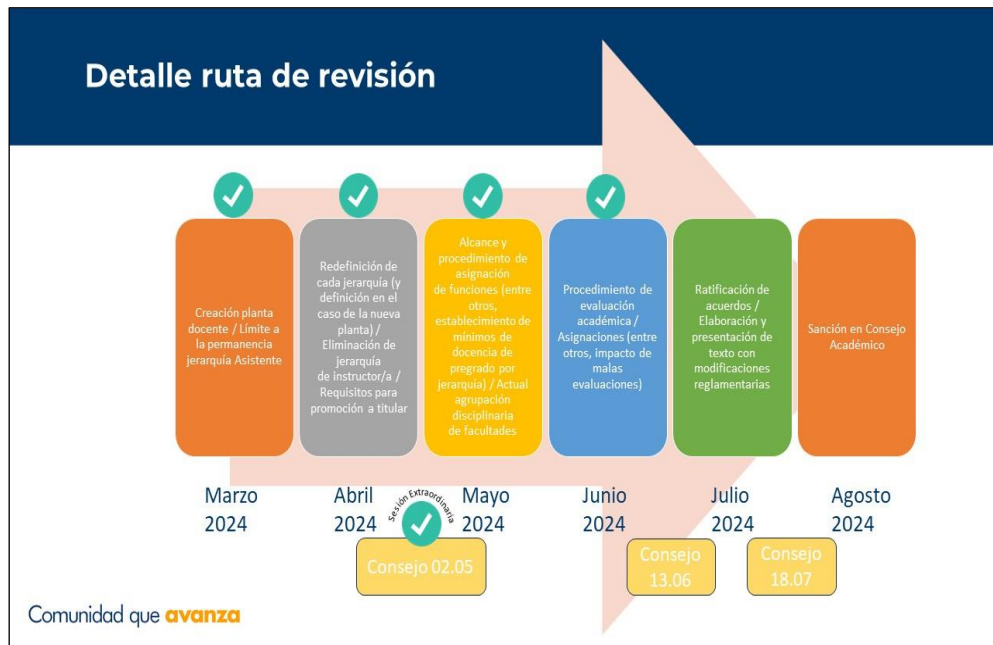 Detalle ruta de revisión
Creación planta
docente / Límite a
la permanencia
jerarquía Asistente
Redefinición de
cada jerarquía (y
definición en el
caso de la nueva
planta) /
Eliminación de
jerarquía
de instructor/a /
Requisitos para
promoción a titular
Alcance y
procedimiento de
asignación
de funciones (entre
otros,
establecimiento de
mínimos de
docencia de
pregrado por
jerarquía) / Actual
agrupación
disciplinaria
de facultades
Procedimiento de
evaluación
académica /
Asignaciones (entre
otros, impacto de
malas
evaluaciones)
Ratificación de
acuerdos /
Elaboración y
presentación de
texto con
modificaciones
reglamentarias
Sanción en Consejo
Académico
Marzo
2024
Abril
2024
Sesión Extraordinaria
Mayo
2024
Junio
2024
Julio
2024
Agosto
2024
Consejo 02.05
Consejo
13.06
Consejo
18.07
Comunidad que avanza